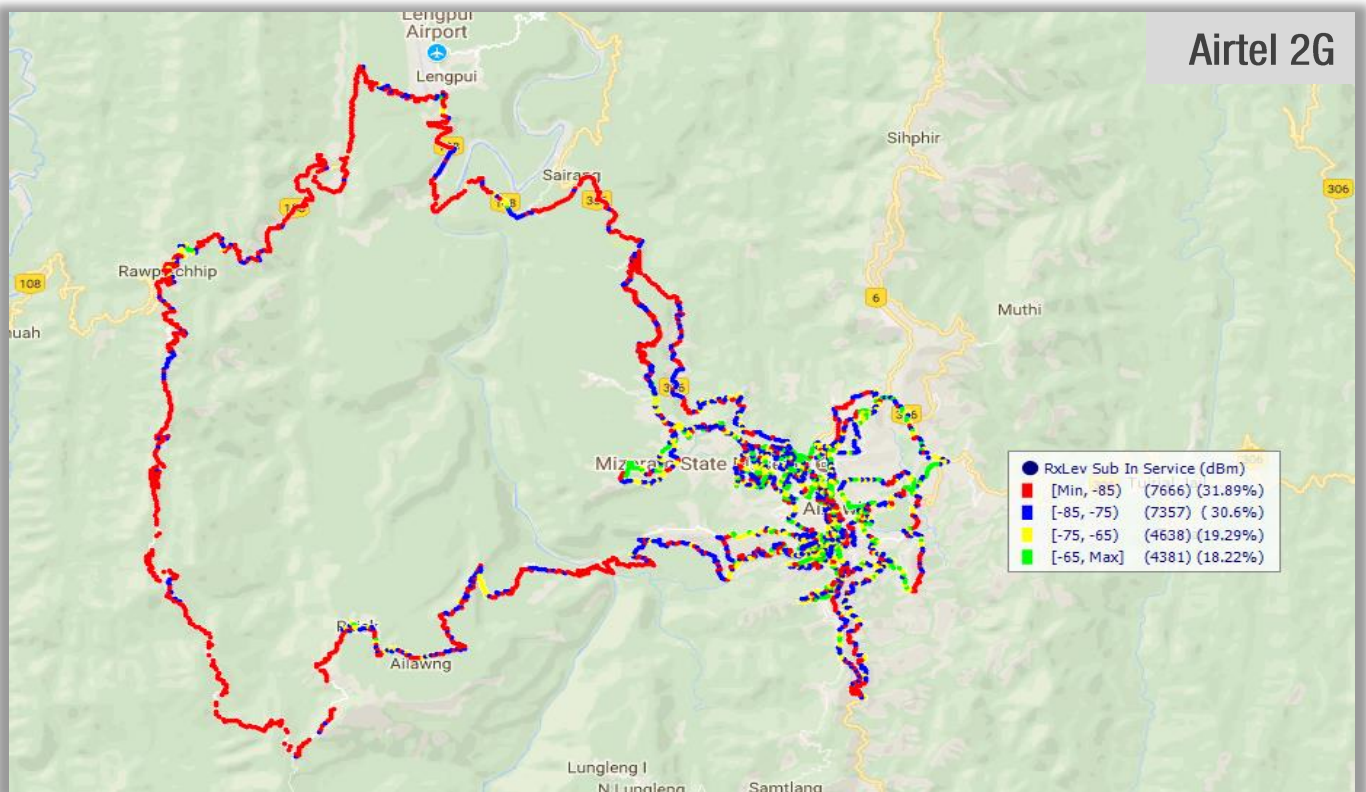 Lengpui
Airport
Airtel 2G
Lengpui
Sihphir
Sairang
306
108
Muthi
6
RxLev Sub In Service (dBm)
[Min, -85) (7666) (31.89%)
[-85, -75) (7357) ( 30.6%)
[-75, -65) (4638) (19.29%)
[-65, Max] (4381) (18.22%)
Ailawng
Lungleng I
N Lungleng
Samtlang